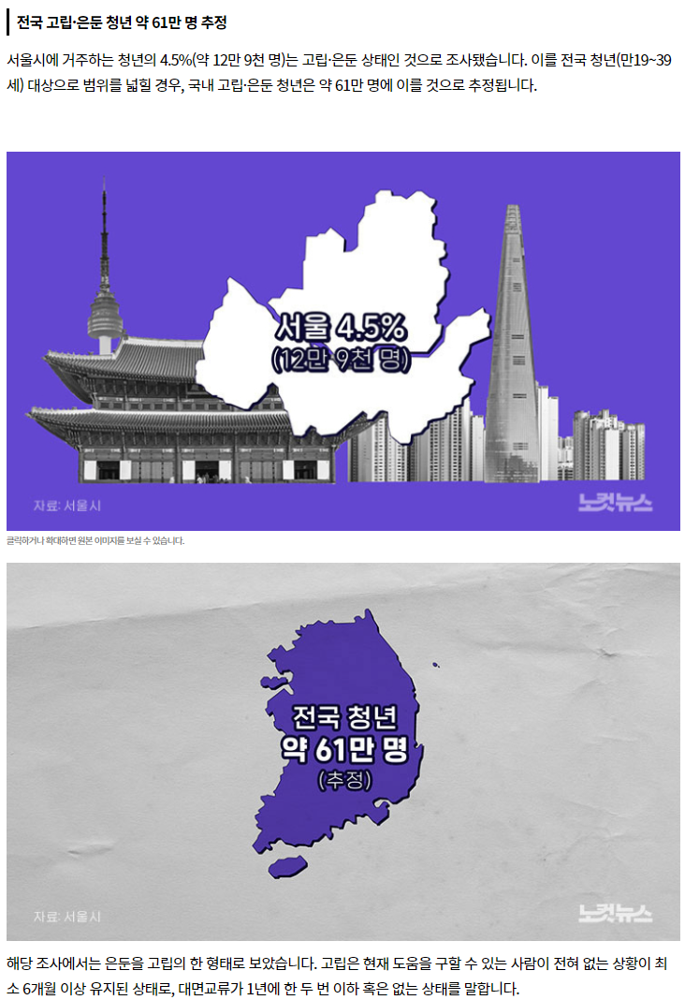 전국 고립·은둔 청년 약 61만 명 추정
서울시에 거주하는 청년의 4.5%(약 12만 9천 명)는 고립·은둔 상태인 것으로 조사됐습니다. 이를 전국 청년(만19~39
세) 대상으로 범위를 넓힐 경우, 국내 고립·은둔 청년은 약 61만 명에 이를 것으로 추정됩니다.
서울 4.5%
(12만 9천 명)
자료: 서울시
노컷뉴스
클릭하거나 확대하면 원본 이미지를 보실 수 있습니다.
전국 청년
약 61만 명
(추정)
자료: 서울시
노컷뉴스
해당 조사에서는 은둔을 고립의 한 형태로 보았습니다. 고립은 현재 도움을 구할 수 있는 사람이 전혀 없는 상황이 최
소 6개월 이상 유지된 상태로, 대면교류가 1년에 한 두 번 이하 혹은 없는 상태를 말합니다.